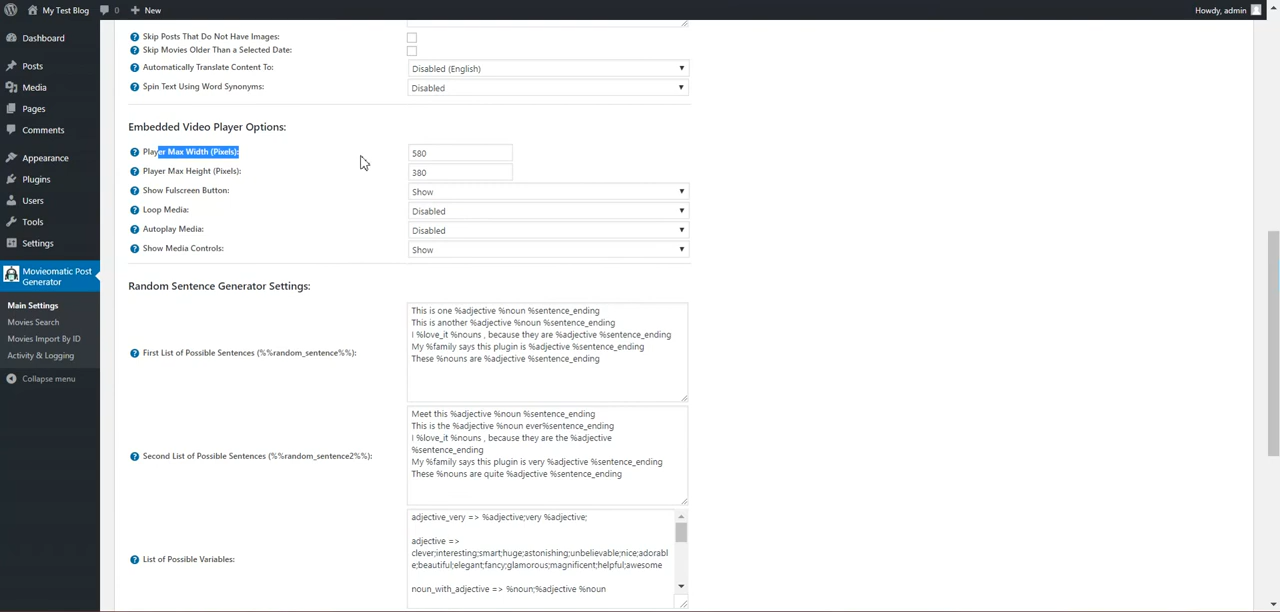 My Test Blog 0 New Howdy, admin
Dashboard
Posts
Media
Pages
Comments
Appearance
Plugins
Users
Tools
Settings
Movieomatic Post
Generator
Main Settings
Movies Search
Movies Import By ID
Activity & Logging
Collapse menu
Skip Posts That Do Not Have Images:
Skip Movies Older Than a Selected Date:
Automatically Translate Content To: Disabled (English)
Spin Text Using Word Synonyms: Disabled
Embedded Video Player Options:
Player Max Width (Pixels): 580
Player Max Height (Pixels): 380
Show Fulscreen Button: Show
Loop Media: Disabled
Autoplay Media: Disabled
Show Media Controls: Show
Random Sentence Generator Settings:
First List of Possible Sentences (%%random_sentence%%):
This is one %adjective %noun %sentence_ending
This is another %adjective %noun %sentence_ending
I %love_it %nouns , because they are %adjective %sentence_ending
My %family says this plugin is %adjective %sentence_ending
These %nouns are %adjective %sentence_ending
Second List of Possible Sentences (%%random_sentence2%%):
Meet this %adjective %noun %sentence_ending
This is the %adjective %noun ever%sentence_ending
I %love_it %nouns , because they are the %adjective
%sentence_ending
My %family says this plugin is very %adjective %sentence_ending
These %nouns are quite %adjective %sentence_ending
List of Possible Variables:
adjective_very => %adjective;very %adjective;
adjective =>
clever;interesting;smart;huge;astonishing;unbelievable;nice;adorabl
e;beautiful;elegant;fancy;glamorous;magnificent;helpful;awesome
noun_with_adjective => %noun;%adjective %noun